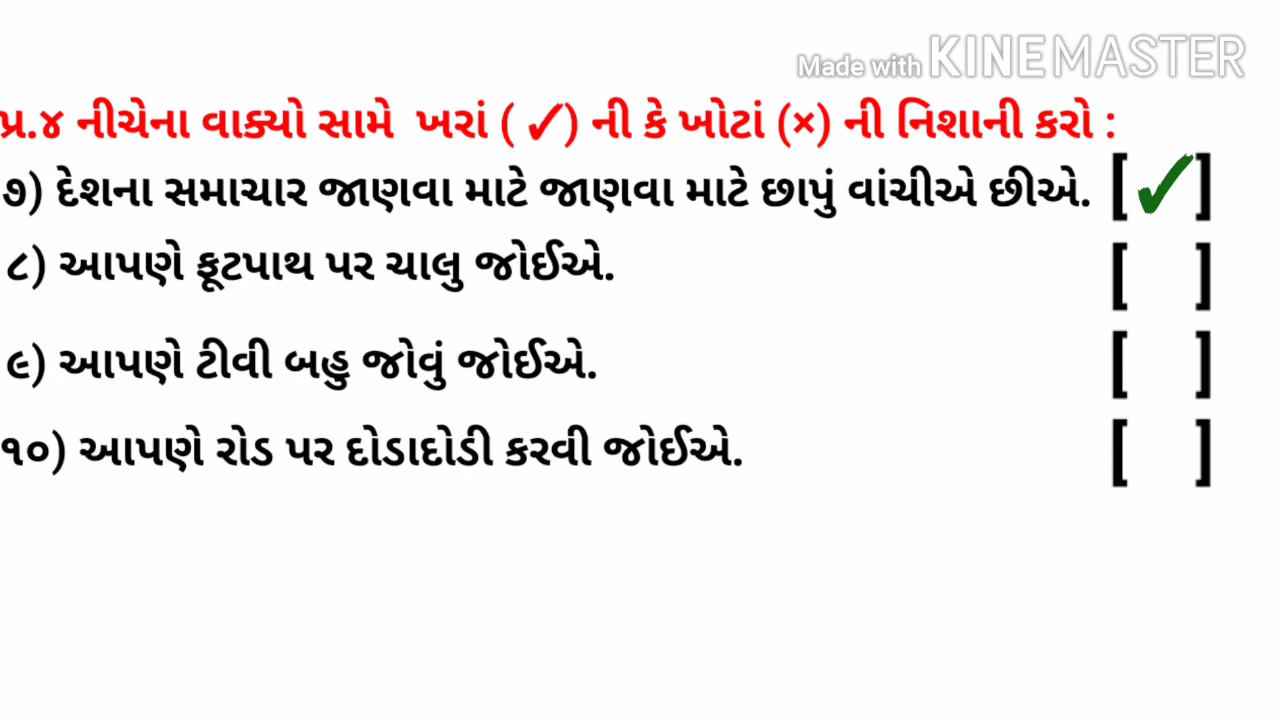 Made with KINEMASTER
પ્ર.૪ નીચેના વાક્યો સામે ખરાં ( ✓) ની કે ખોટાં (×) ની નિશાની કરો :
૭) દેશના સમાચાર જાણવા માટે જાણવા માટે છાપું વાંચીએ છીએ. [✓]
૮) આપણે ફૂટપાથ પર ચાલુ જોઈએ. [ ]
૯) આપણે ટીવી બહુ જોવું જોઈએ. [ ]
૧૦) આપણે રોડ પર દોડાદોડી કરવી જોઈએ. [ ]